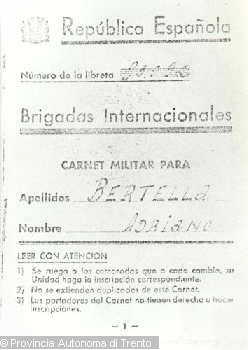 República Española
Número de la libreta
Brigadas Internacionales
CARNET MILITAR PARA
Apellidos BERTELLA
Nombre ADRIANO
LEER CON ATENCION
1) Se ruega a los camaradas que a cada cambio, su
Unidad haga la inscripción correspondiente.
2) No se extienden duplicados de este Carnet.
3) Los portadores del Carnet no tienen derecho a hacer
inscripciones.
— 1 —
© Provincia Autonoma di Trento